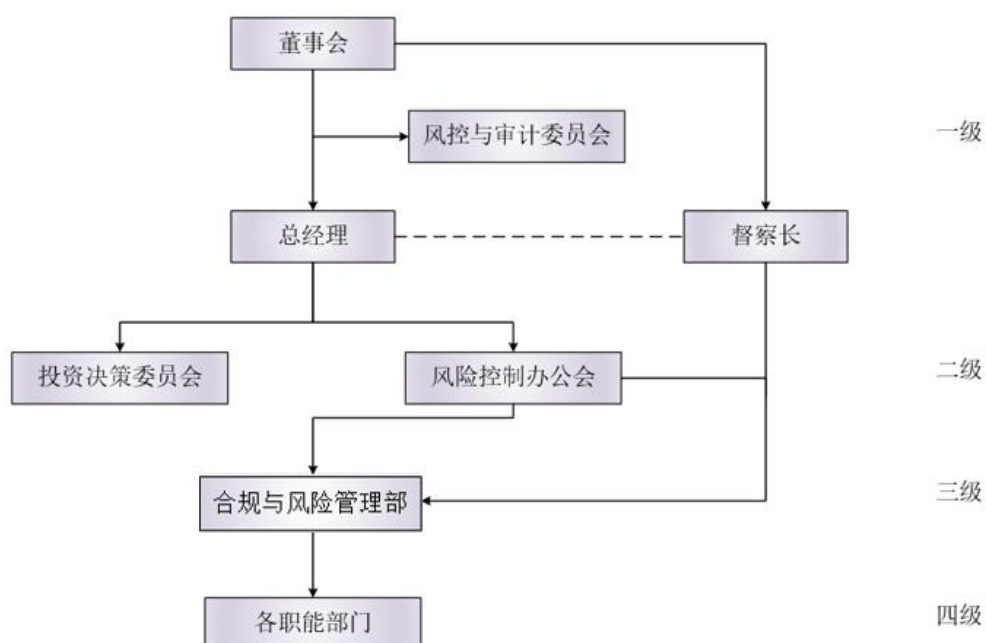 董事会
风控与审计委员会
一级
总经理
督察长
投资决策委员会
风险控制办公会
二级
合规与风险管理部
三级
各职能部门
四级